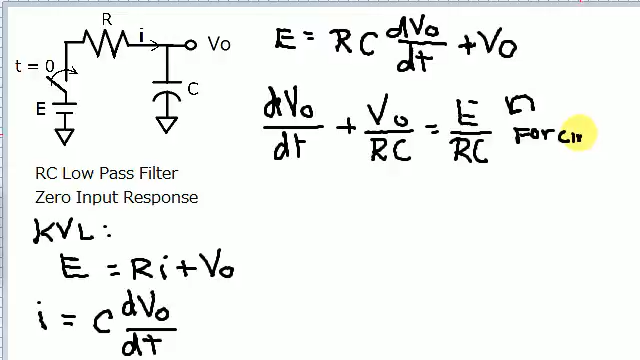 R
i
Vo
t = 0
C
E
RC Low Pass Filter
Zero Input Response
KVL:
E = Ri + Vo
i = C dVo/dt
E = RC dVo/dt + Vo
dVo/dt + Vo/RC = E/RC